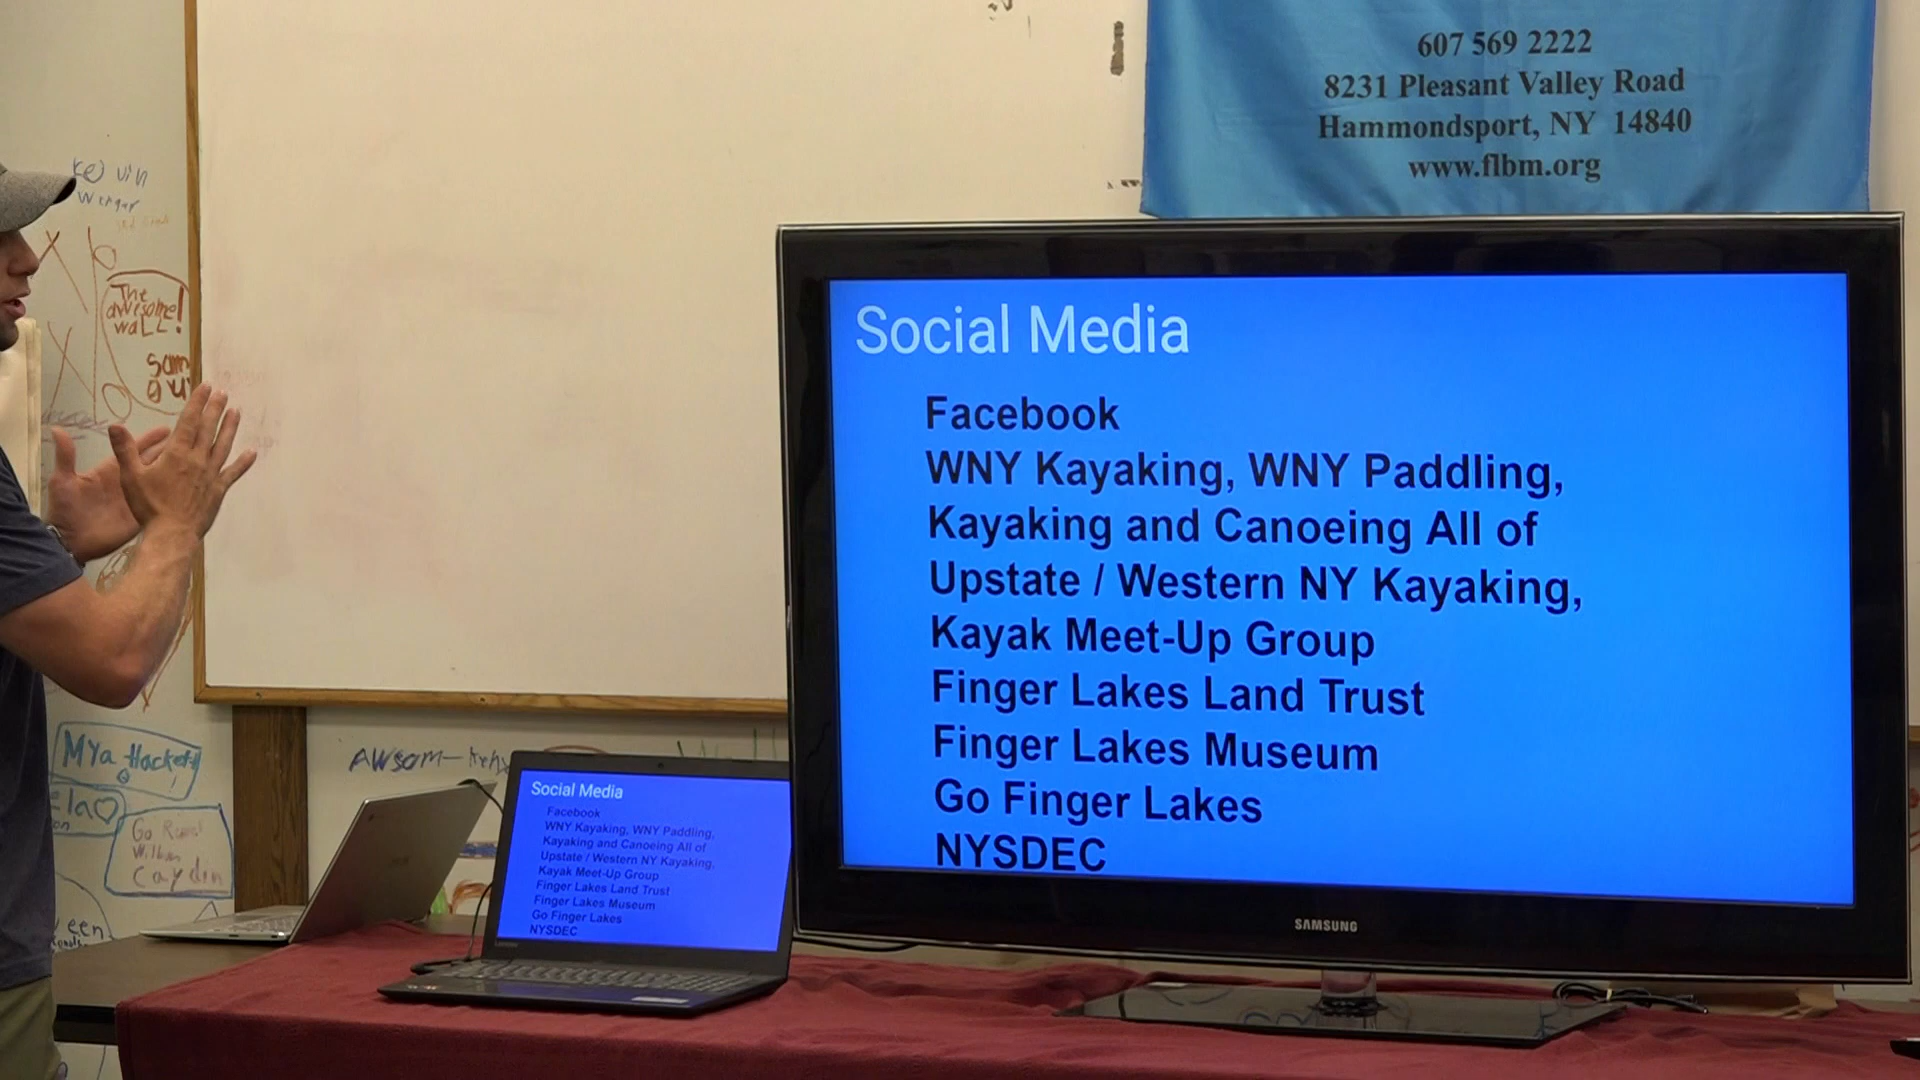 607 569 2222
8231 Pleasant Valley Road
Hammondsport, NY 14840
www.flbm.org
The
awesome!
wall
Sam
Social Media
Facebook
WNY Kayaking, WNY Paddling,
Kayaking and Canoeing All of
Upstate / Western NY Kayaking,
Kayak Meet-Up Group
Finger Lakes Land Trust
Finger Lakes Museum
Go Finger Lakes
NYSDEC
SAMSUNG
MYa Hackett
AWsom
Go
Caydin
Social Media
Facebook
WNY Kayaking, WNY Paddling,
Kayaking and Canoeing All of
Upstate / Western NY Kayaking,
Kayak Meet-Up Group
Finger Lakes Land Trust
Finger Lakes Museum
Go Finger Lakes
NYSDEC